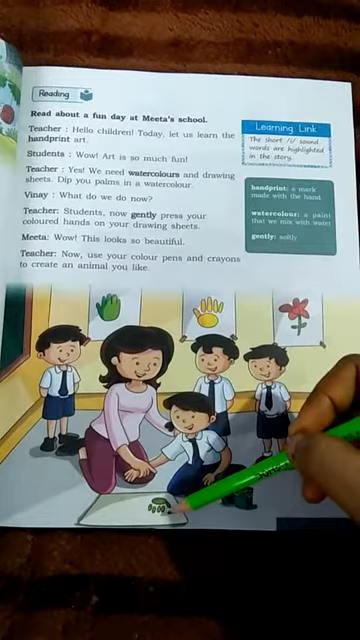 Reading
Read about a fun day at Meeta's school.
Teacher : Hello children! Today, let us learn the
handprint art.
Students : Wow! Art is so much fun!
Teacher : Yes! We need watercolours and drawing
sheets. Dip you palms in a watercolour.
Vinay : What do we do now?
Teacher: Students, now gently press your
coloured hands on your drawing sheets.
Meeta: Wow! This looks so beautiful.
Teacher: Now, use your colour pens and crayons
to create an animal you like.
Learning Link
The short /i/ sound
words are highlighted
in the story.
handprint: a mark
made with the hand
watercolour: a paint
that we mix with water
gently: softly